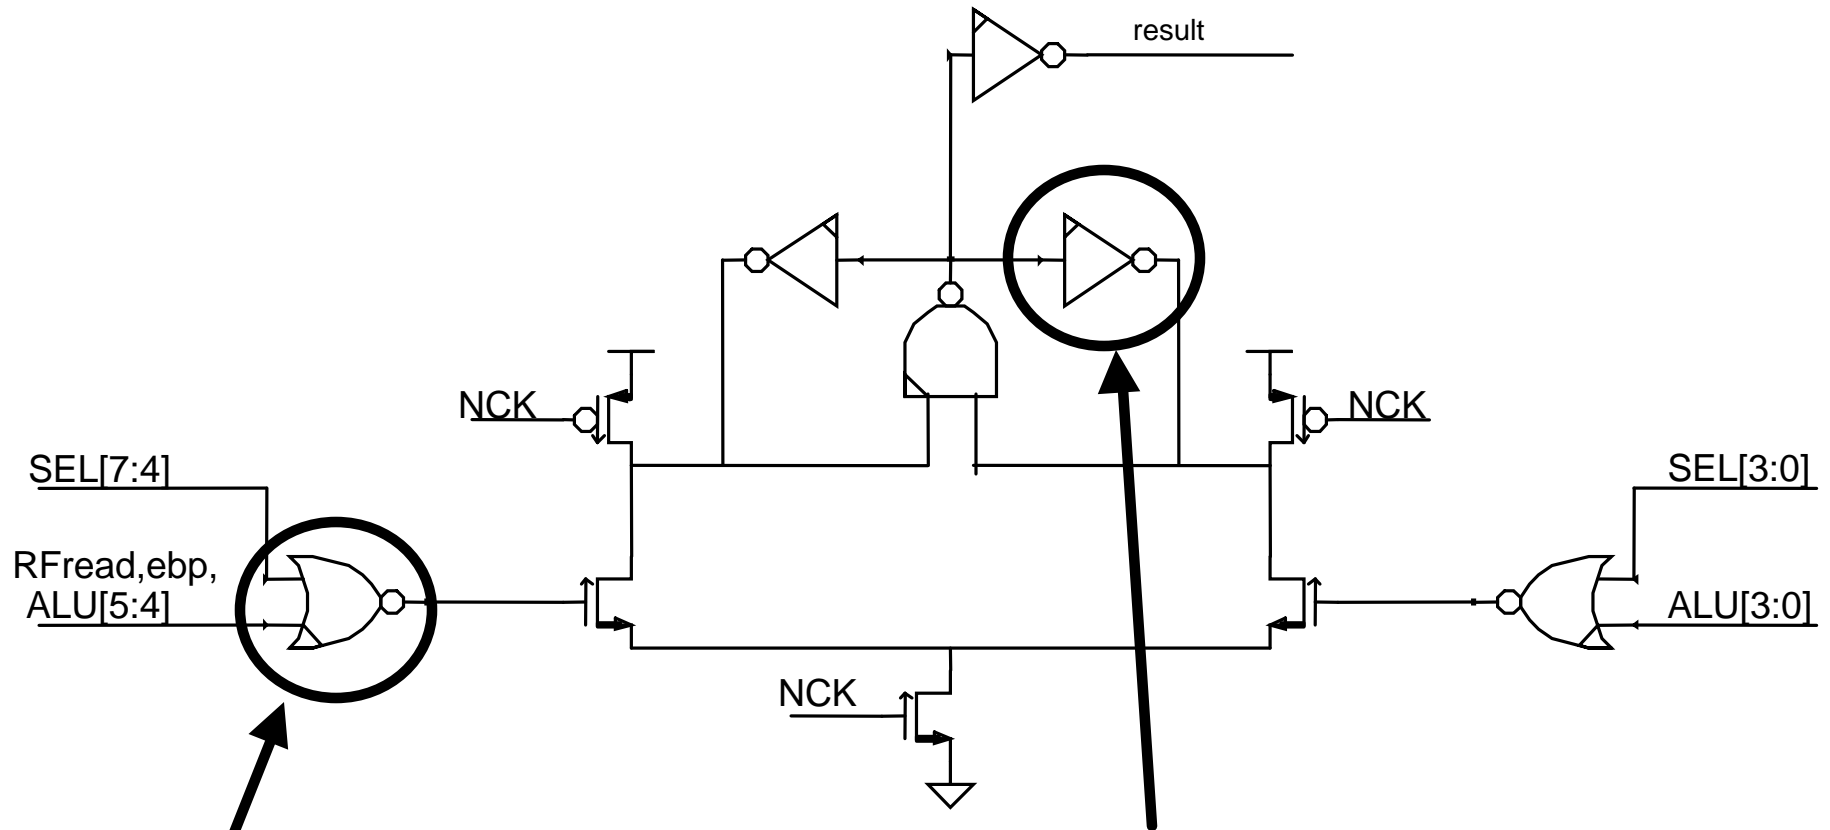 result
NCK
NCK
SEL[7:4]
SEL[3:0]
RFread,ebp,
ALU[5:4]
ALU[3:0]
NCK